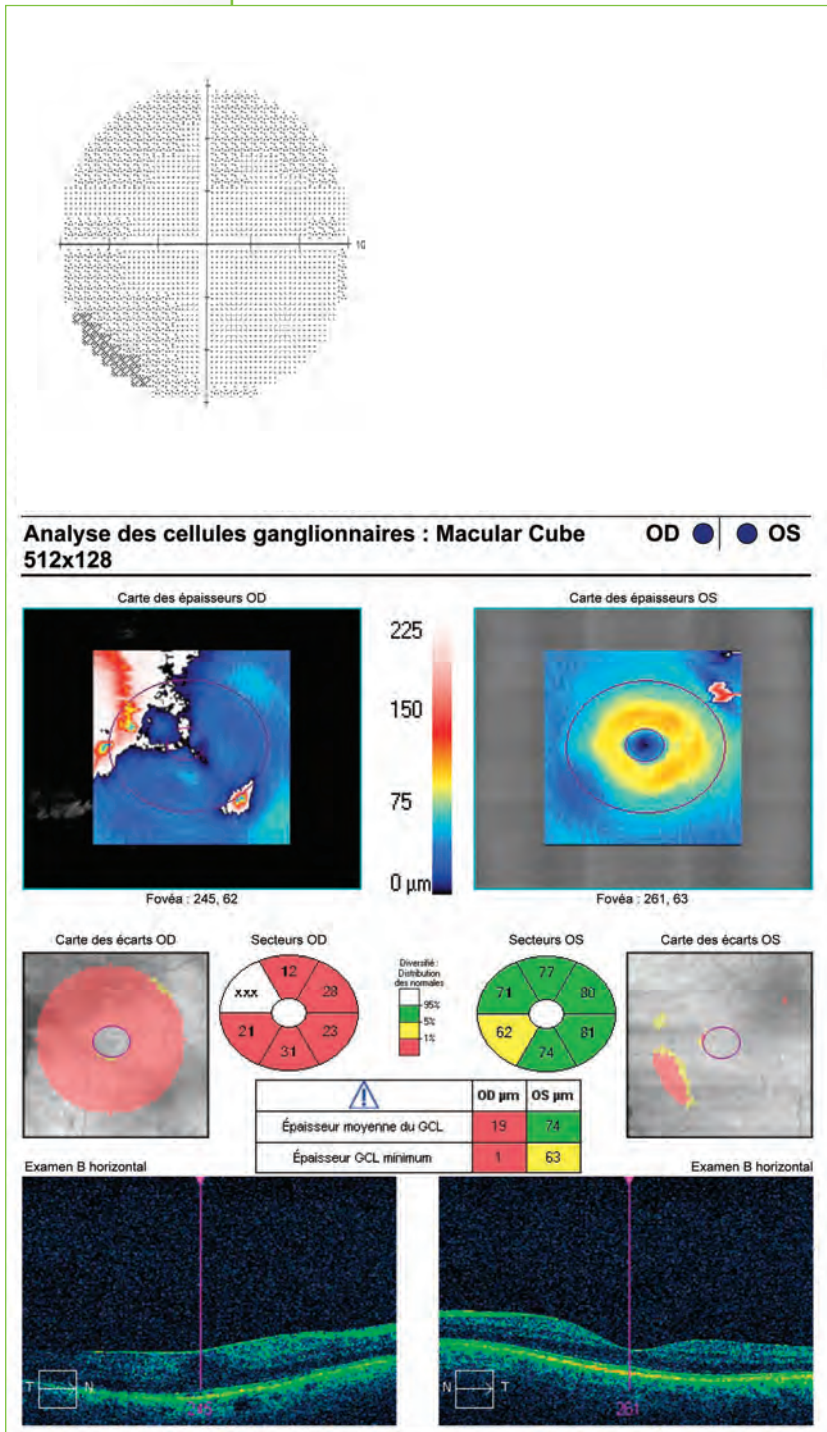 10
Analyse des cellules ganglionnaires : Macular Cube
512x128
OD OS
Carte des épaisseurs OD
Carte des épaisseurs OS
225
150
75
0 µm
Fovéa : 245, 62
Fovéa : 261, 63
Carte des écarts OD
Secteurs OD
Diversifié :
Distribution
des normales
Secteurs OS
Carte des écarts OS
12
28
23
31
21
xxx
95%
5%
1%
77
80
81
74
62
71
OD µm OS µm
Épaisseur moyenne du GCL 19 74
Épaisseur GCL minimum 1 63
Examen B horizontal
Examen B horizontal
T N
245
N T
261